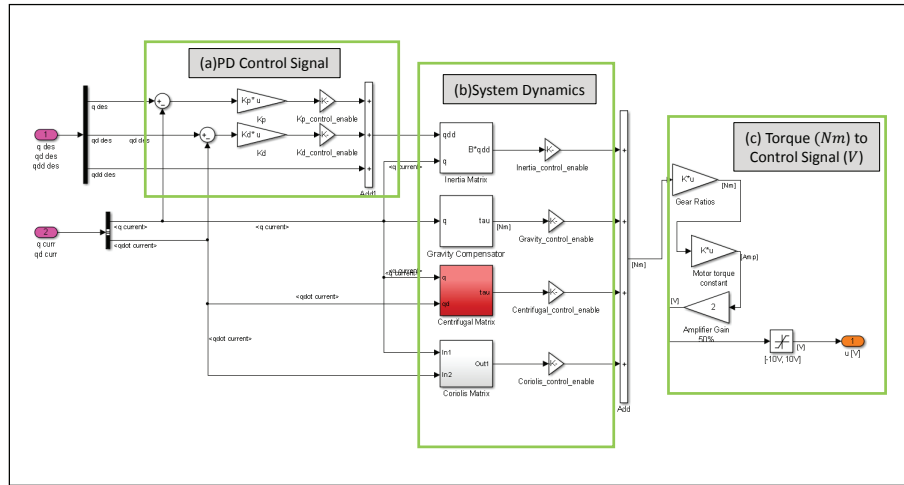 (a)PD Control Signal
(b)System Dynamics
(c) Torque (Nm) to
Control Signal (V)
q des
Kp* u
K-
Kp
Kp_control_enable
1
q des
qd des
qdd des
qd des
qd des
Kd* u
K-
Kd
Kd_control_enable
qdd des
Add1
<q current>
qdd
q
B*qdd
Inertia Matrix
K-
Inertia_control_enable
2
q curr
qd curr
<q current>
<qdot current>
<q current>
q
tau
[Nm]
Gravity Compensator
K-
Gravity_control_enable
<q current>
<q current>
q
qd
tau
Centrifugal Matrix
K-
Centrifugal_control_enable
<qdot current>
<qdot current>
In1
In2
Out1
Coriolis Matrix
K-
Coriolis_control_enable
Add
[Nm]
K*u
[Nm]
Gear Ratios
K*u
[Amp]
Motor torque
constant
[V]
2
Amplifier Gain
50%
[-10V, 10V]
[V]
1
u [V]